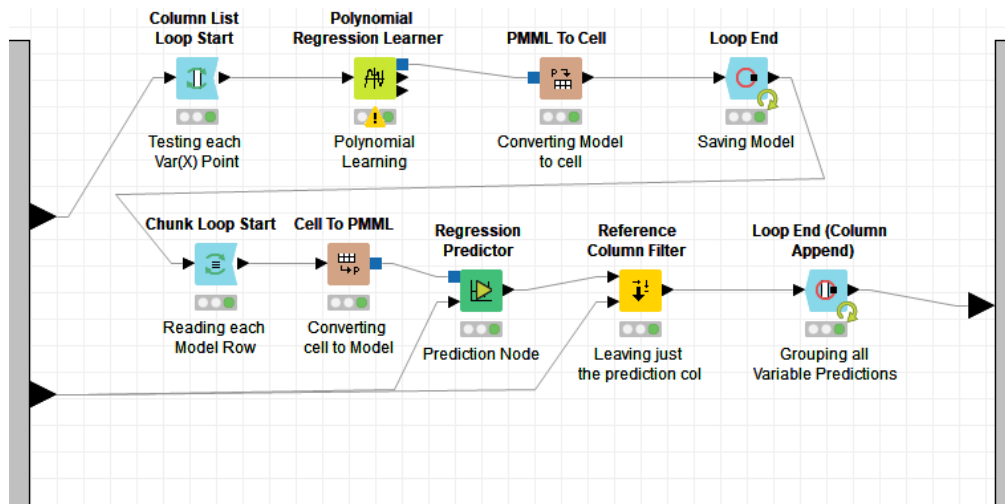 Column List
Loop Start
Polynomial
Regression Learner
PMML To Cell
Loop End
Testing each
Var(X) Point
Polynomial
Learning
Converting Model
to cell
Saving Model
Chunk Loop Start
Cell To PMML
Regression
Predictor
Reference
Column Filter
Loop End (Column
Append)
Reading each
Model Row
Converting
cell to Model
Prediction Node
Leaving just
the prediction col
Grouping all
Variable Predictions